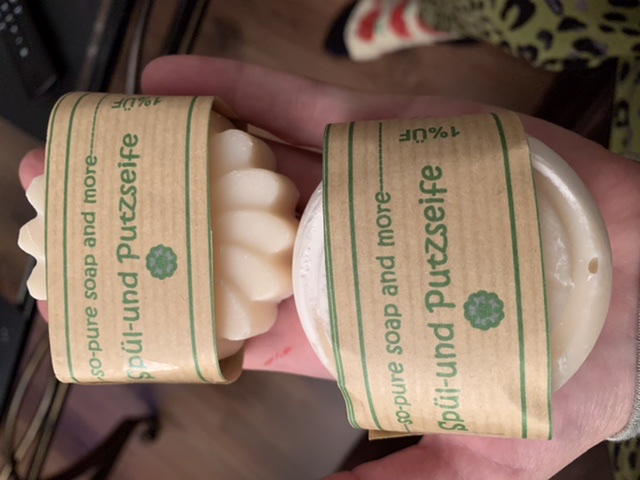 so-pure soap and more
Spül-und Putzseife
1%ÜF
so-pure soap and more
Spül-und Putzseife
1%ÜF